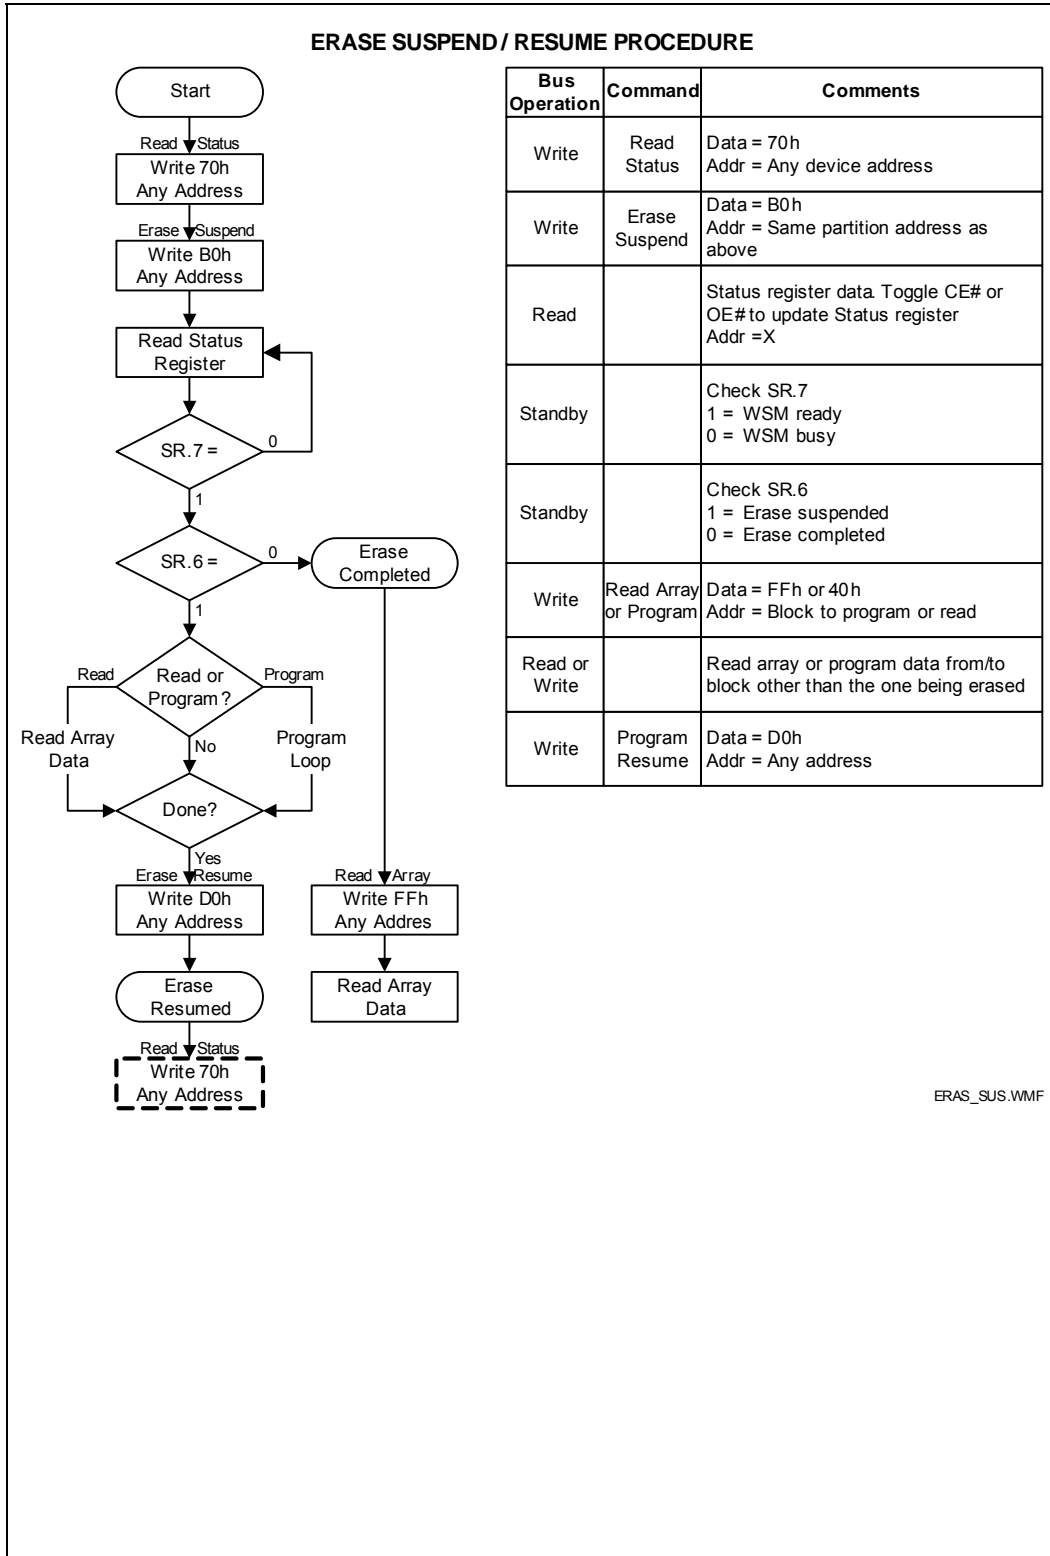 ERASE SUSPEND / RESUME PROCEDURE
Start
Read Status
Write 70h
Any Address
Erase Suspend
Write B0h
Any Address
Read Status
Register
SR.7 =
0
1
SR.6 =
0
Erase
Completed
1
Read
Read or
Program?
Program
Read Array
Data
No
Program
Loop
Done?
Yes
Erase Resume
Write D0h
Any Address
Read Array
Write FFh
Any Addres
Erase
Resumed
Read Array
Data
Read Status
Write 70h
Any Address
Bus
Operation
Command
Comments
Write
Read
Status
Data = 70h
Addr = Any device address
Write
Erase
Suspend
Data = B0h
Addr = Same partition address as
above
Read
Status register data. Toggle CE# or
OE# to update Status register
Addr =X
Standby
Check SR.7
1 = WSM ready
0 = WSM busy
Standby
Check SR.6
1 = Erase suspended
0 = Erase completed
Write
Read Array
or Program
Data = FFh or 40h
Addr = Block to program or read
Read or
Write
Read array or program data from/to
block other than the one being erased
Write
Program
Resume
Data = D0h
Addr = Any address
ERAS_SUS.WMF